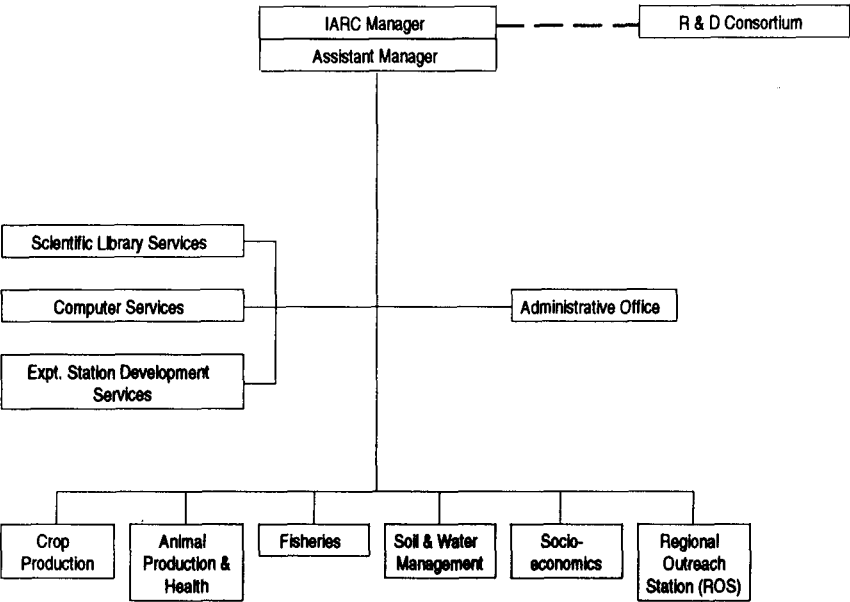 IARC Manager
R & D Consortium
Assistant Manager
Scientific Library Services
Computer Services
Administrative Office
Expt. Station Development
Services
Crop
Production
Animal
Production &
Health
Fisheries
Soil & Water
Management
Socio-
economics
Regional
Outreach
Station (ROS)